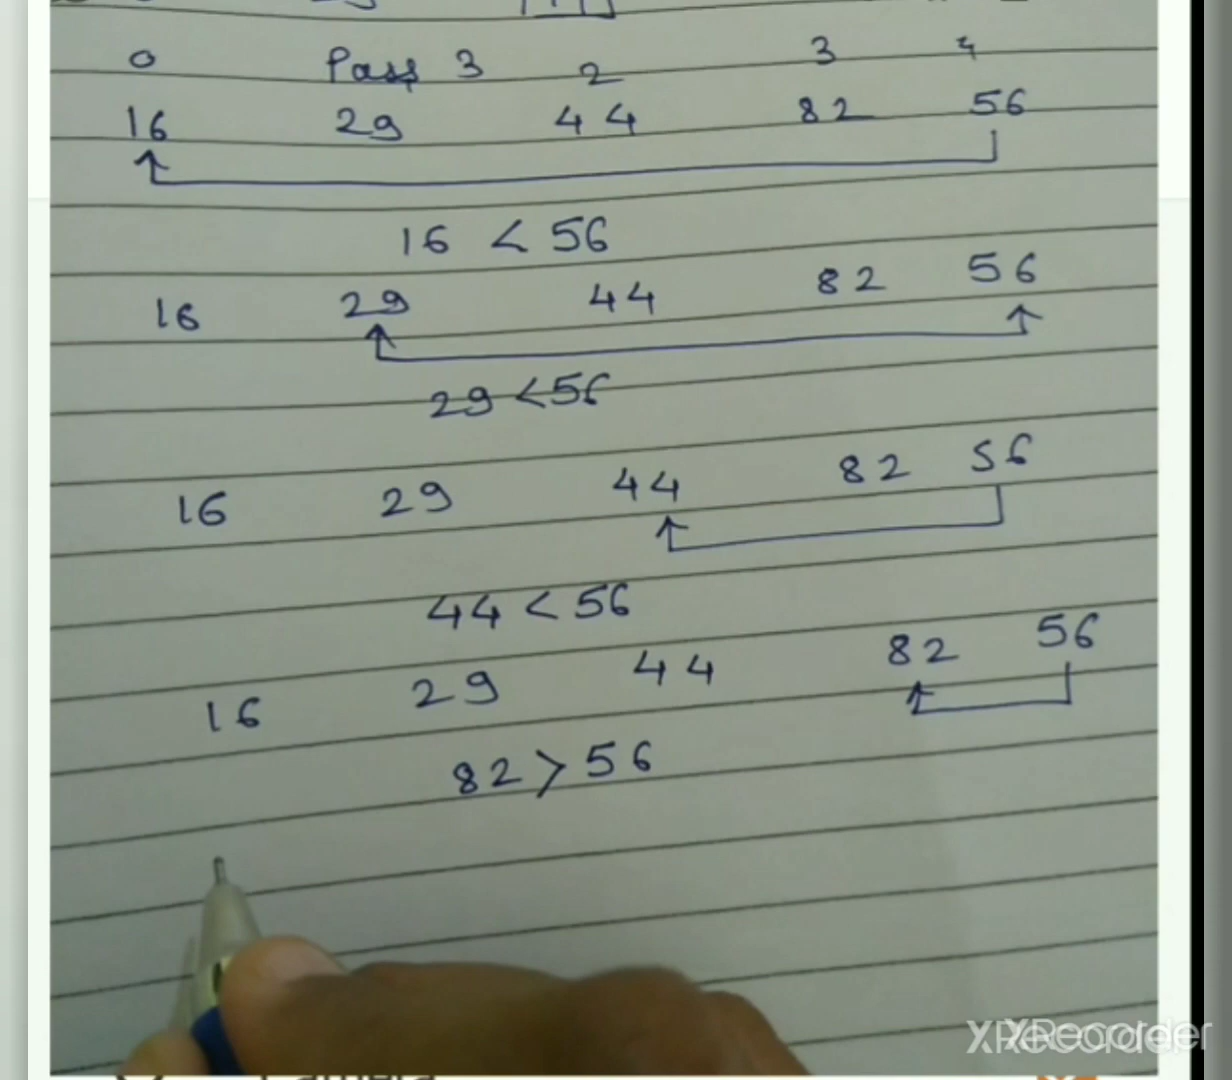 0 Pass 3 2 3 4
16 29 44 82 56
16 < 56
16 29 44 82 56
29 < 56
16 29 44 82 56
44 < 56
16 29 44 82 56
82 > 56
XRecorder